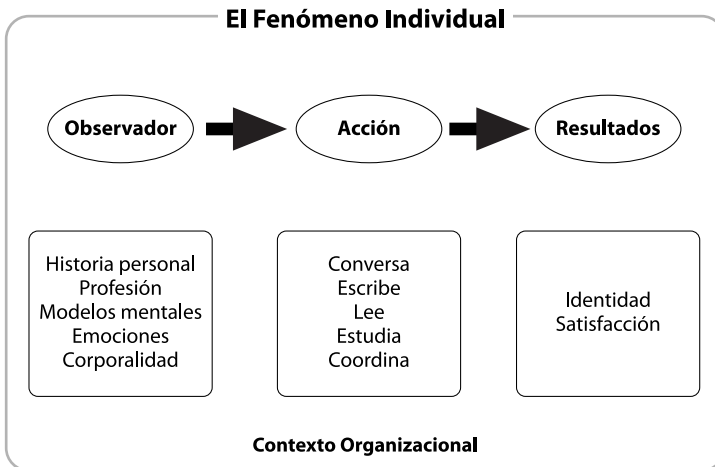 El Fenómeno Individual
Observador
Acción
Resultados
Historia personal
Profesión
Modelos mentales
Emociones
Corporalidad
Conversa
Escribe
Lee
Estudia
Coordina
Identidad
Satisfacción
Contexto Organizacional